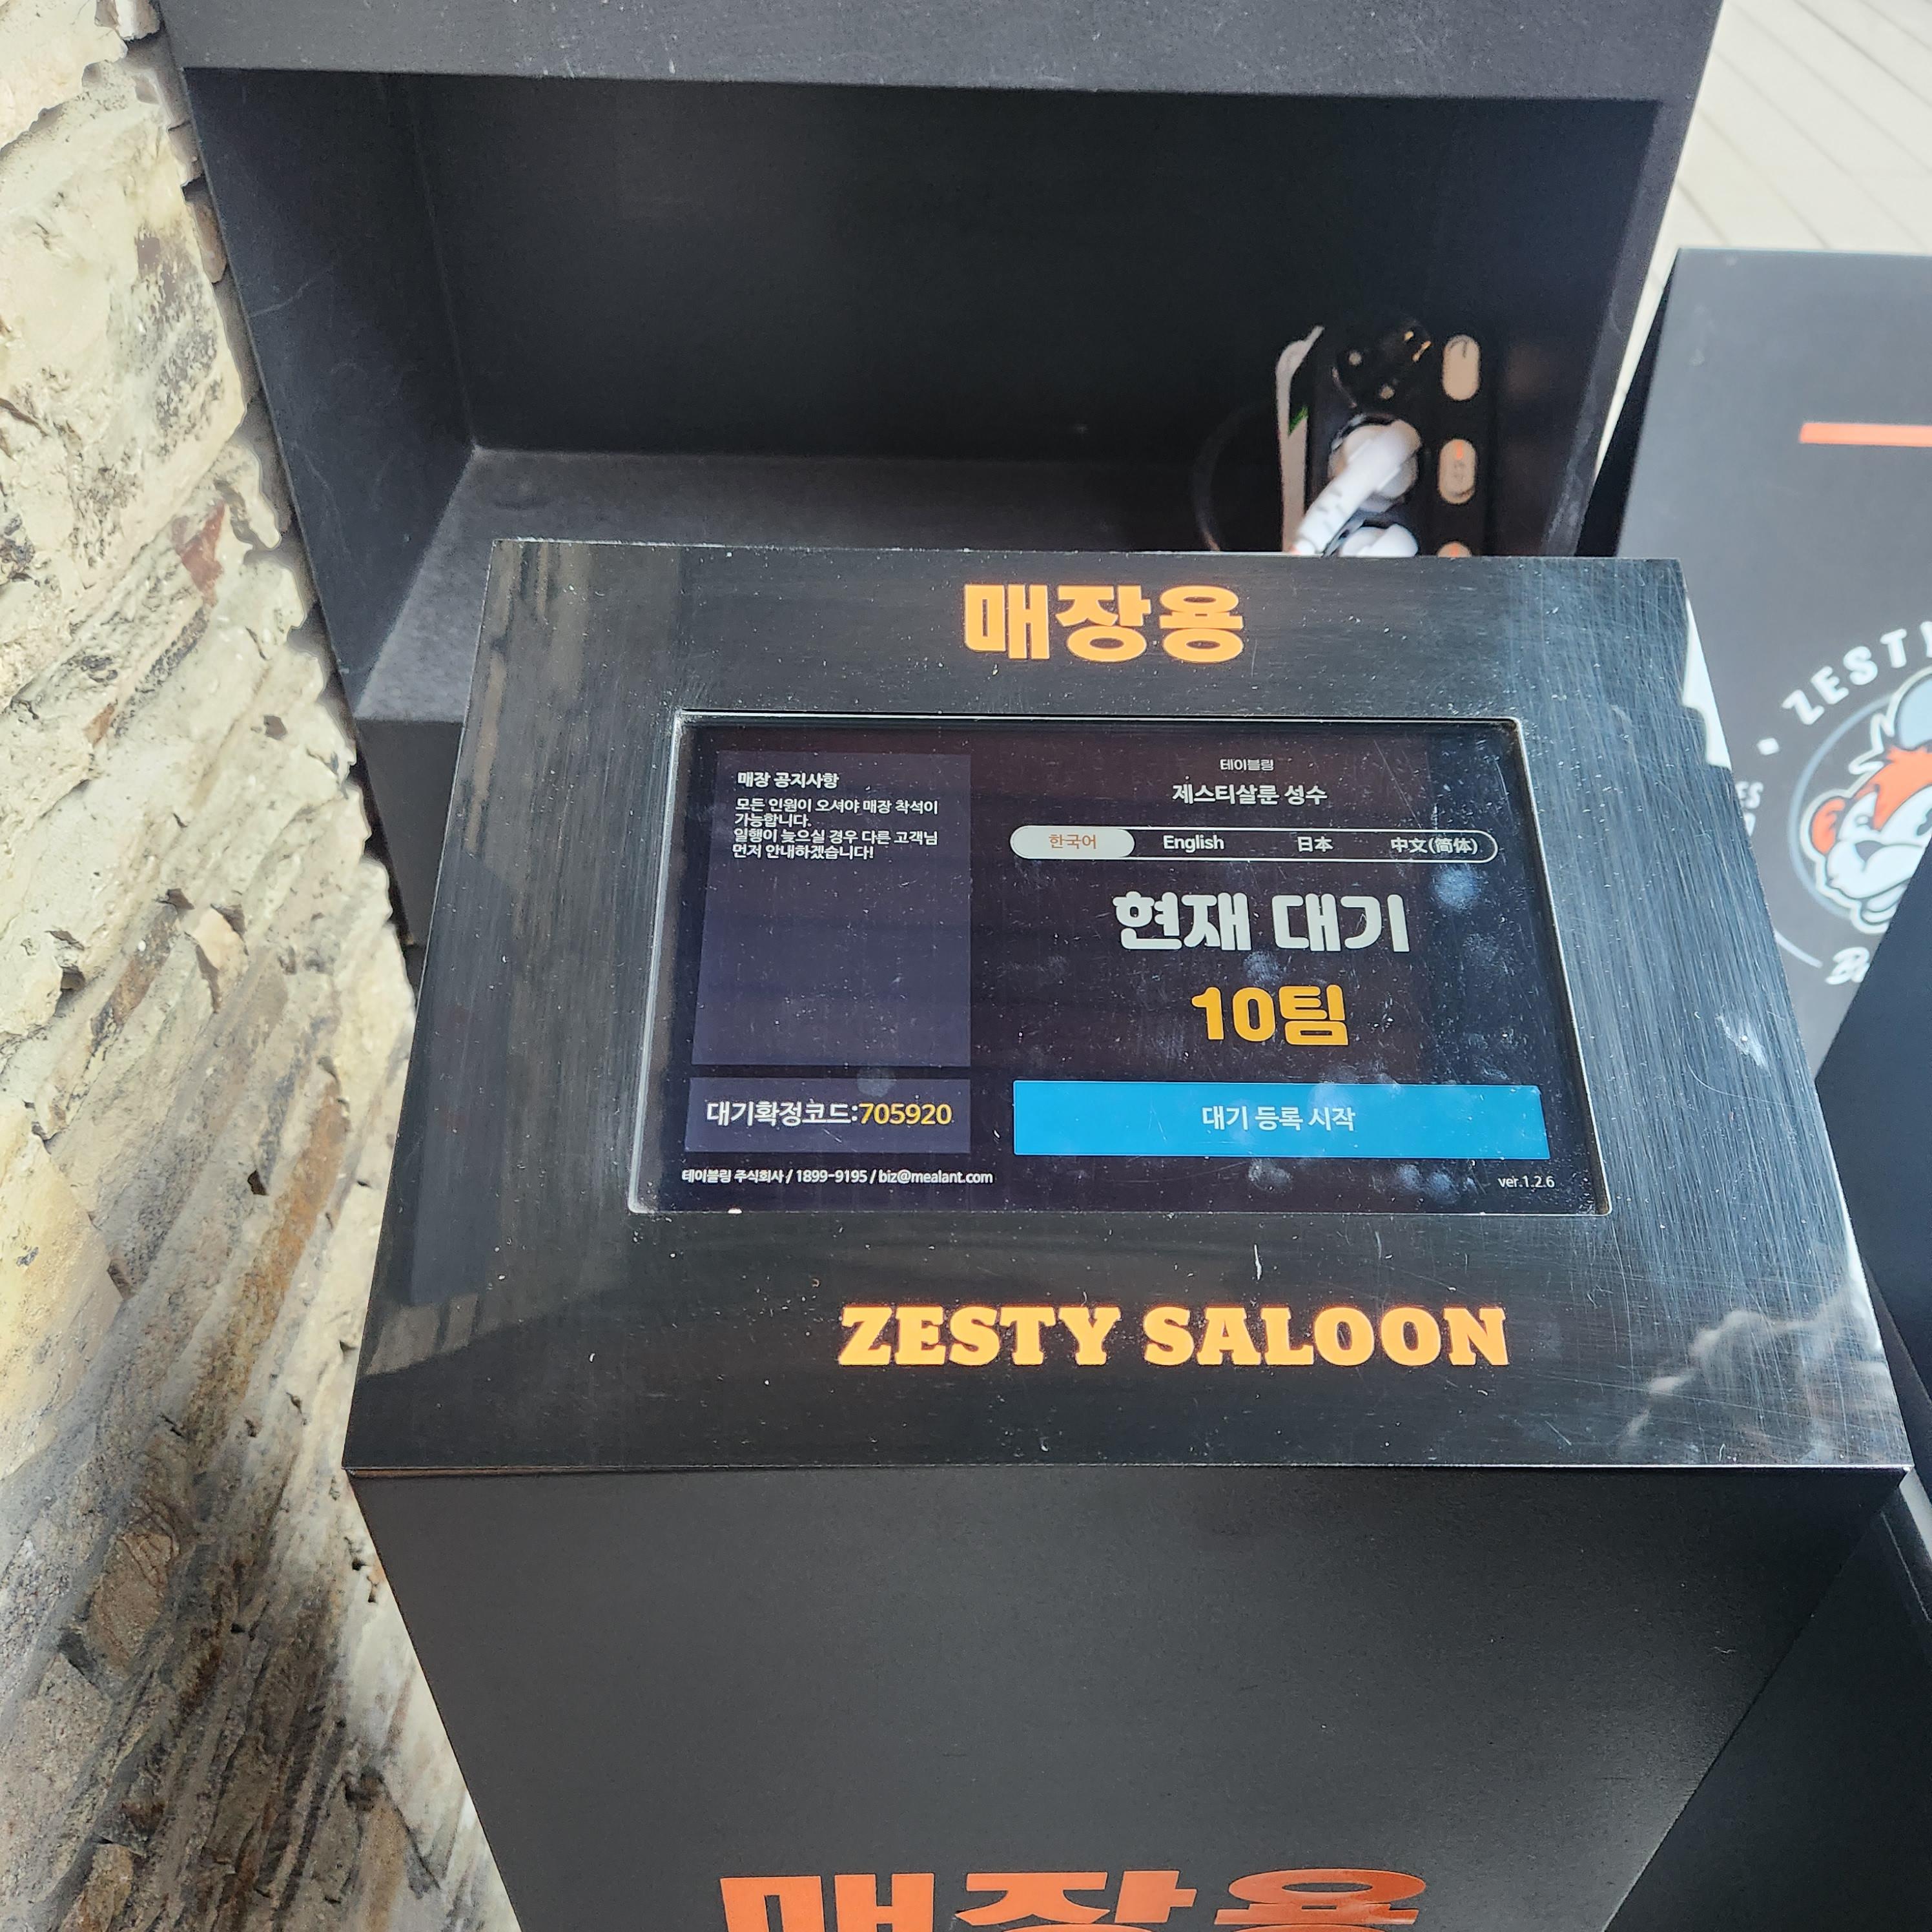 매장용
매장 공지사항
모든 인원이 오셔야 매장 착석이
가능합니다.
일행이 늦으실 경우 다른 고객님
먼저 안내하겠습니다!
대기확정코드:705920
테이블링 주식회사 / 1899-9195 / biz@mealant.com
테이블링
제스티살룬 성수
한국어 English 日本 中文(简体)
현재 대기
10팀
대기 등록 시작
ver.1.2.6
ZESTY SALOON
매장용